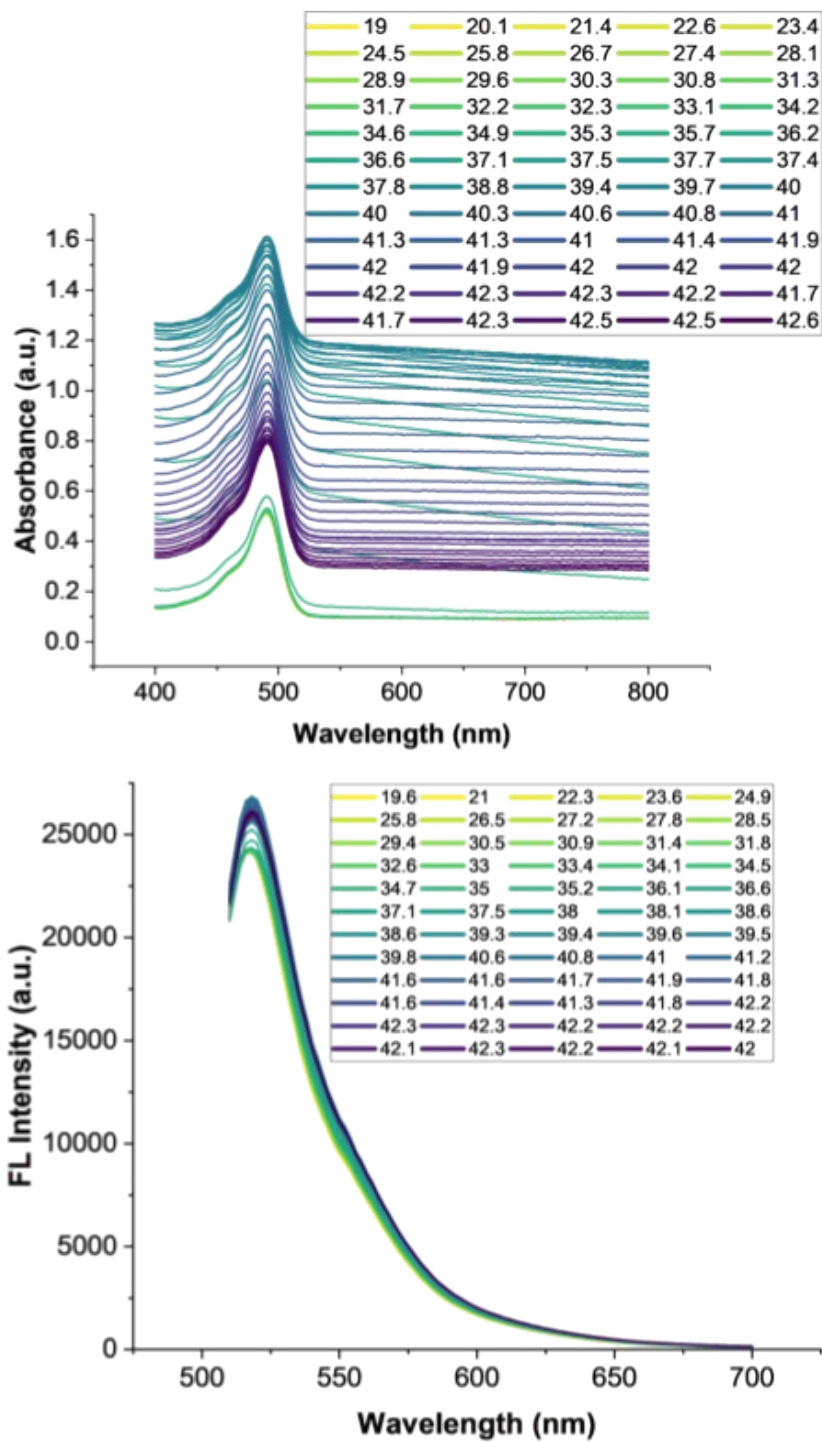 19 20.1 21.4 22.6 23.4
24.5 25.8 26.7 27.4 28.1
28.9 29.6 30.3 30.8 31.3
31.7 32.2 32.3 33.1 34.2
34.6 34.9 35.3 35.7 36.2
36.6 37.1 37.5 37.7 37.4
37.8 38.8 39.4 39.7 40
40 40.3 40.6 40.8 41
41.3 41.3 41 41.4 41.9
42 41.9 42 42 42
42.2 42.3 42.3 42.2 41.7
41.7 42.3 42.5 42.5 42.6
1.6
1.4
1.2
1.0
0.8
0.6
0.4
0.2
0.0
Absorbance (a.u.)
400 500 600 700 800
Wavelength (nm)
19.6 21 22.3 23.6 24.9
25.8 26.5 27.2 27.8 28.5
29.4 30.5 30.9 31.4 31.8
32.6 33 33.4 34.1 34.5
34.7 35 35.2 36.1 36.6
37.1 37.5 38 38.1 38.6
38.6 39.3 39.4 39.6 39.5
39.8 40.6 40.8 41 41.2
41.6 41.6 41.7 41.9 41.8
41.6 41.4 41.3 41.8 42.2
42.3 42.3 42.2 42.2 42.2
42.1 42.3 42.2 42.1 42
25000
20000
15000
10000
5000
0
FL Intensity (a.u.)
500 550 600 650 700
Wavelength (nm)